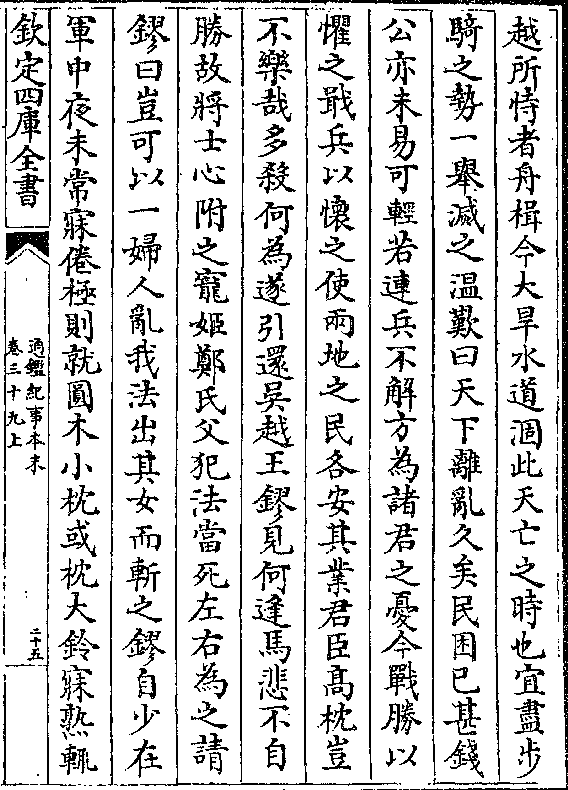 越所恃者舟楫今大旱水道涸此天亡之時也宜盡步
騎之勢一舉滅之溫歎曰天下離亂久矣民困已甚錢
公亦未易可輕若連兵不解方為諸君之憂今戰勝以
懼之戢兵以懷之使兩地之民各安其業君臣髙枕豈
不樂哉多殺何為遂引還吳越王鏐見何逢馬悲不自
勝故將士心附之寵姬鄭氏父犯法當死左右為之請
鏐曰豈可以一婦人亂我法出其女而斬之鏐自少在
軍中夜未常寐倦極則就圓木小枕或枕大鈴寐熟輒
欽定四庫全書
通鑑紀事本末
卷三十九上
二十五